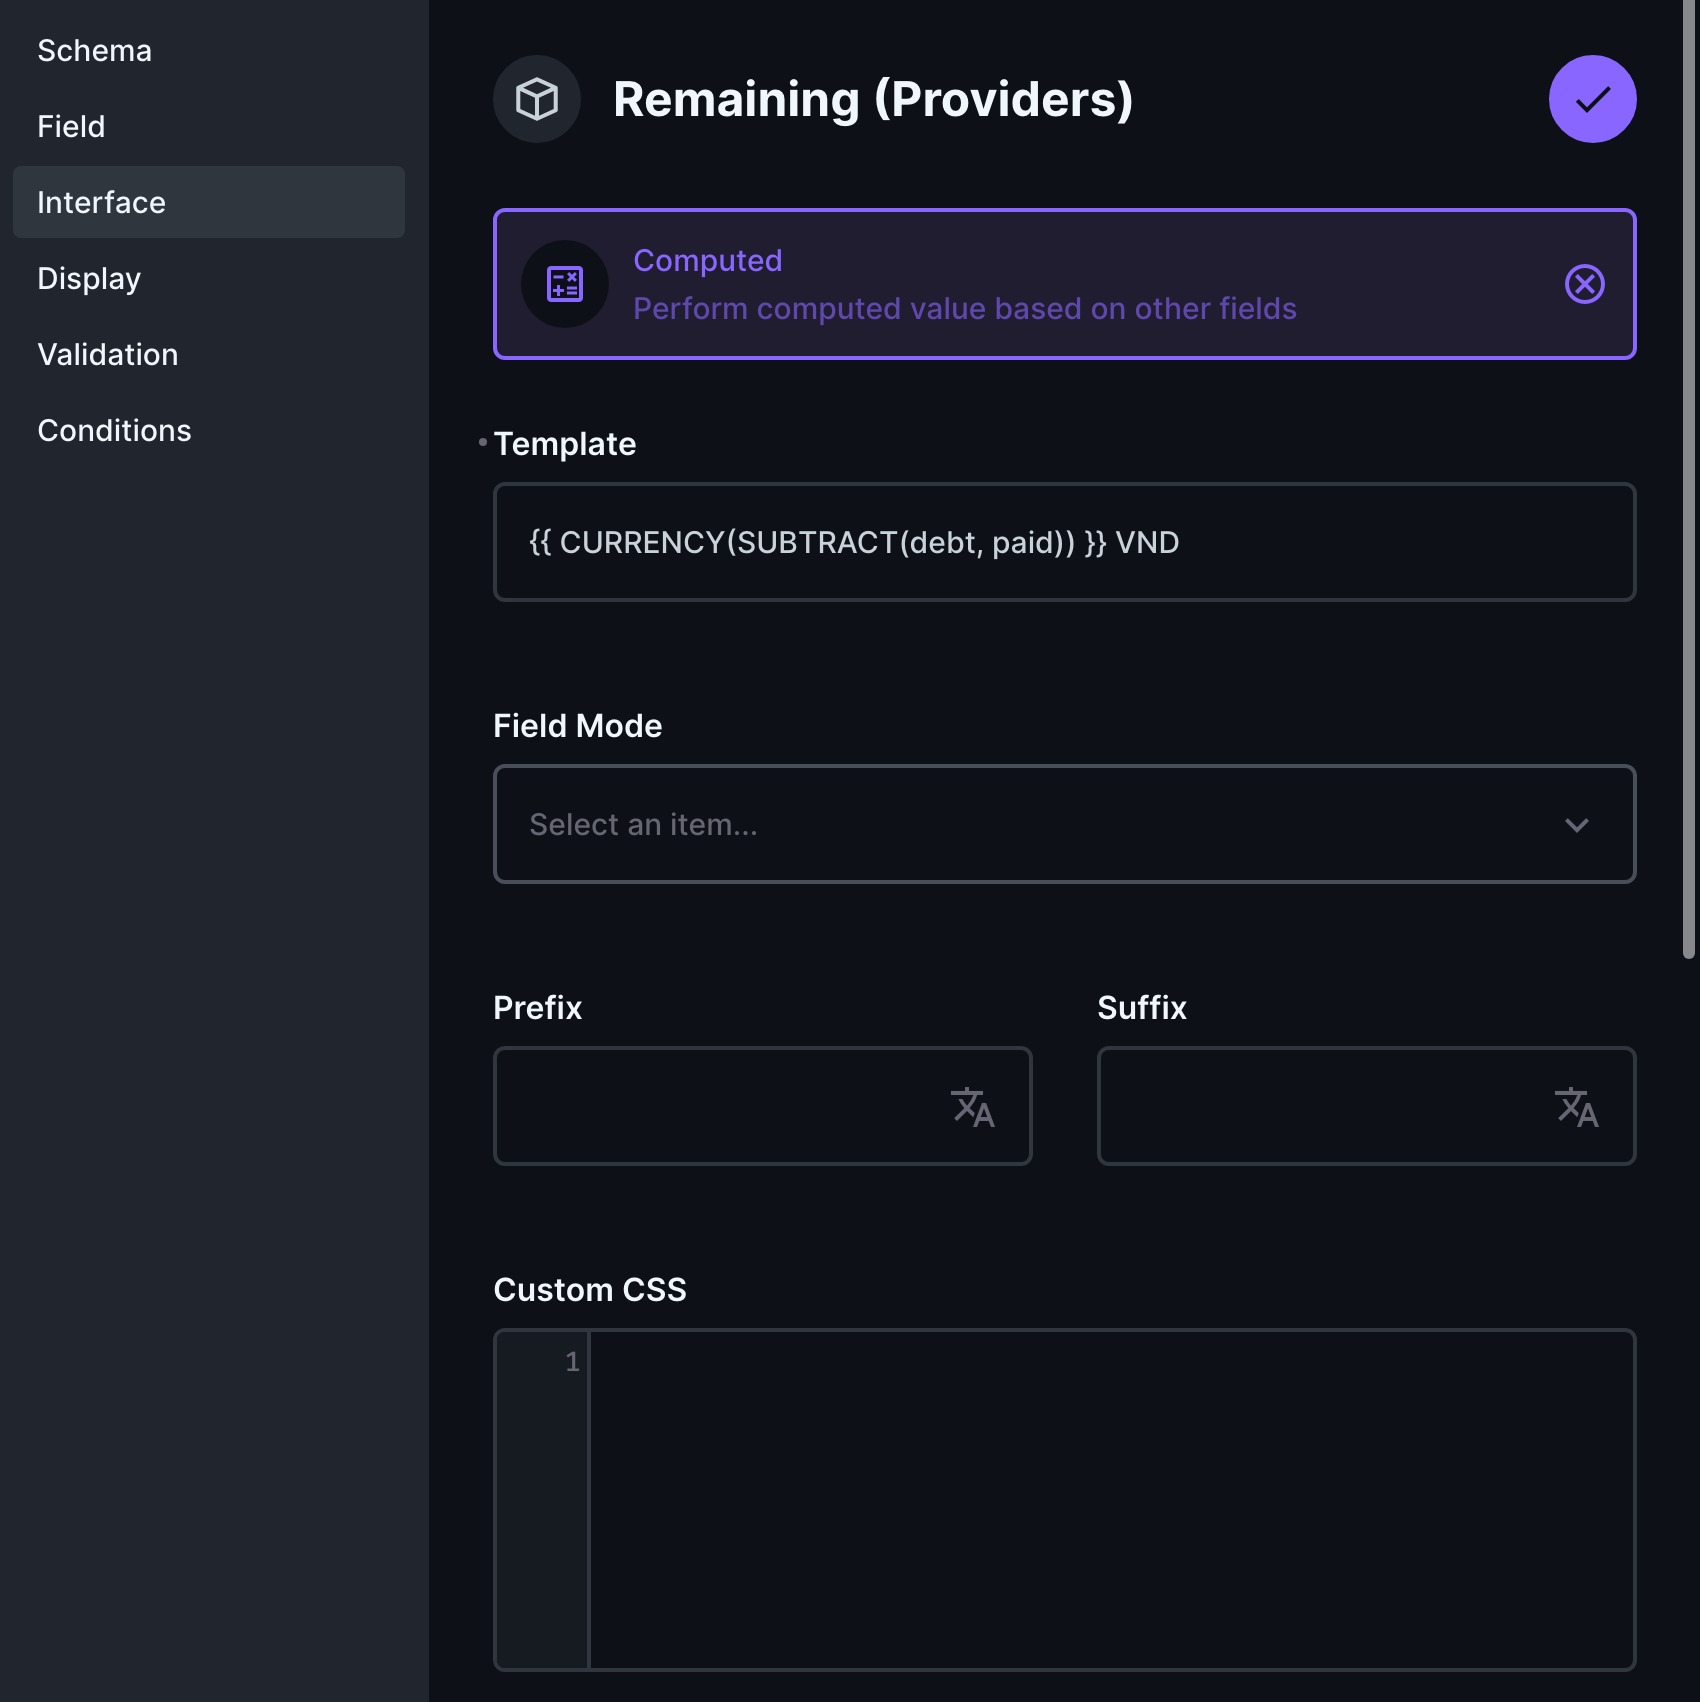 Schema
Field
Interface
Display
Validation
Conditions
Remaining (Providers)
Computed
Perform computed value based on other fields
Template
{{ CURRENCY(SUBTRACT(debt, paid)) }} VND
Field Mode
Select an item...
Prefix
Suffix
Custom CSS
1